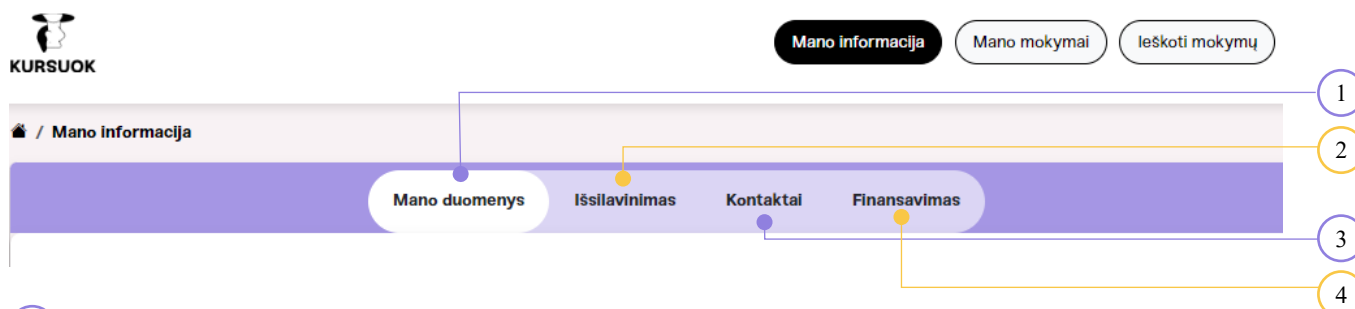 KURSUOK
Mano informacija Mano mokymai Ieškoti mokymų
1
/ Mano informacija
2
Mano duomenys Išsilavinimas Kontaktai Finansavimas
3
4